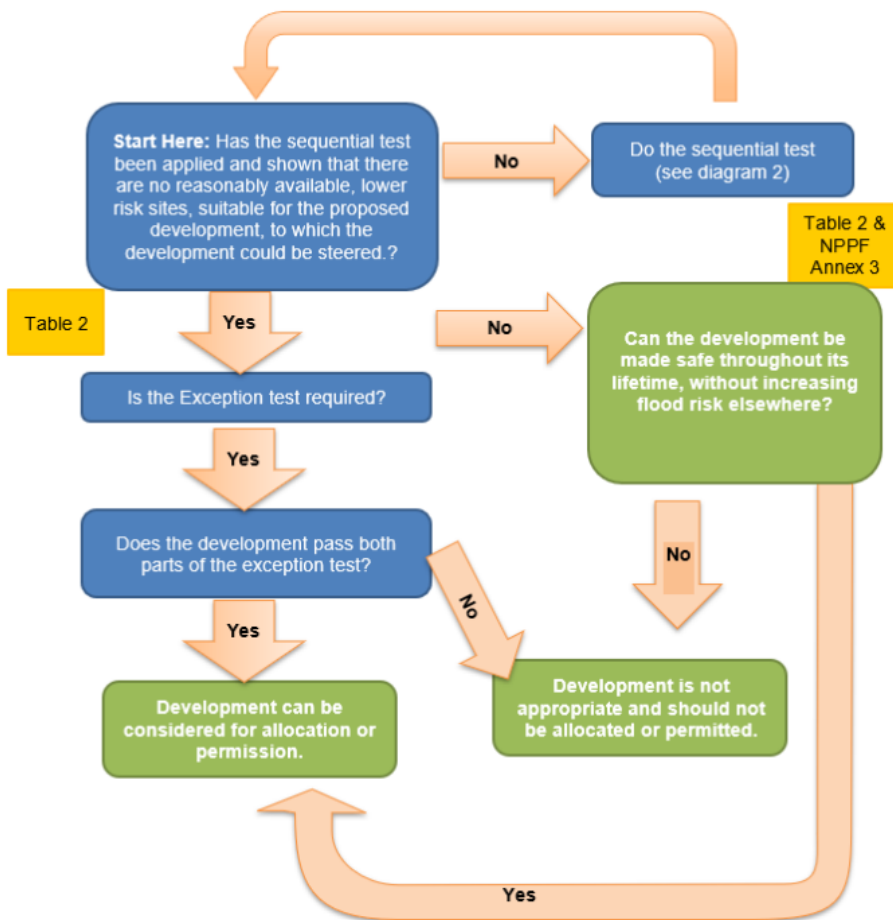 Start Here: Has the sequential test
been applied and shown that there
are no reasonably available, lower
risk sites, suitable for the proposed
development, to which the
development could be steered.?
No
Do the sequential test
(see diagram 2)
Table 2 &
NPPF
Annex 3
Table 2
Yes
No
Can the development be
made safe throughout its
lifetime, without increasing
flood risk elsewhere?
Is the Exception test required?
Yes
Does the development pass both
parts of the exception test?
No
No
Yes
Development can be
considered for allocation or
permission.
Development is not
appropriate and should not
be allocated or permitted.
Yes